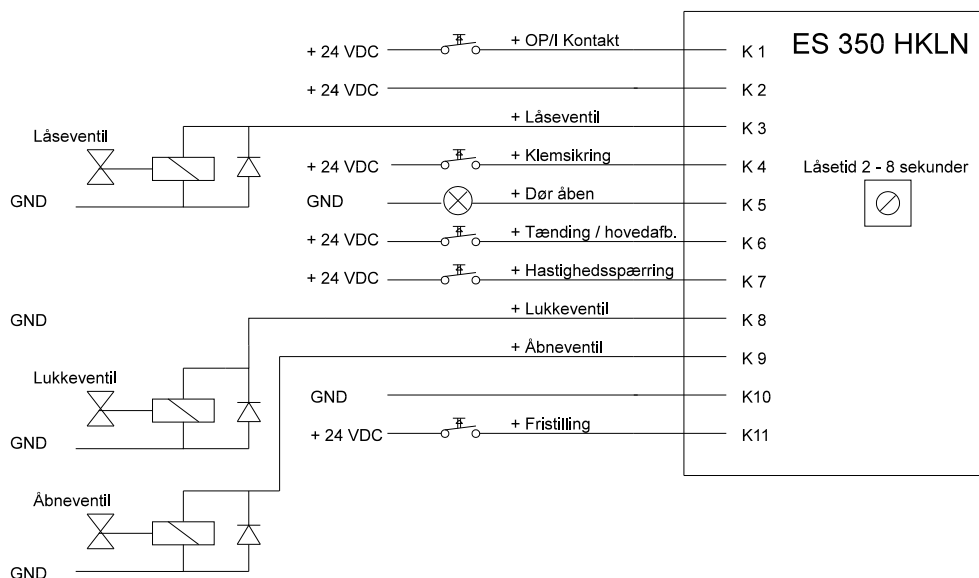 ES 350 HKLN
+ 24 VDC + OP/I Kontakt K 1
+ 24 VDC K 2
Låseventil + Låseventil K 3
+ 24 VDC + Klemsikring K 4
Låsetid 2 - 8 sekunder
GND GND + Dør åben K 5
+ 24 VDC + Tænding / hovedafb. K 6
+ 24 VDC + Hastighedsspærring K 7
GND + Lukkeventil K 8
+ Åbneventil K 9
Lukkeventil
GND K10
+ 24 VDC + Fristilling K11
GND
Åbneventil
GND